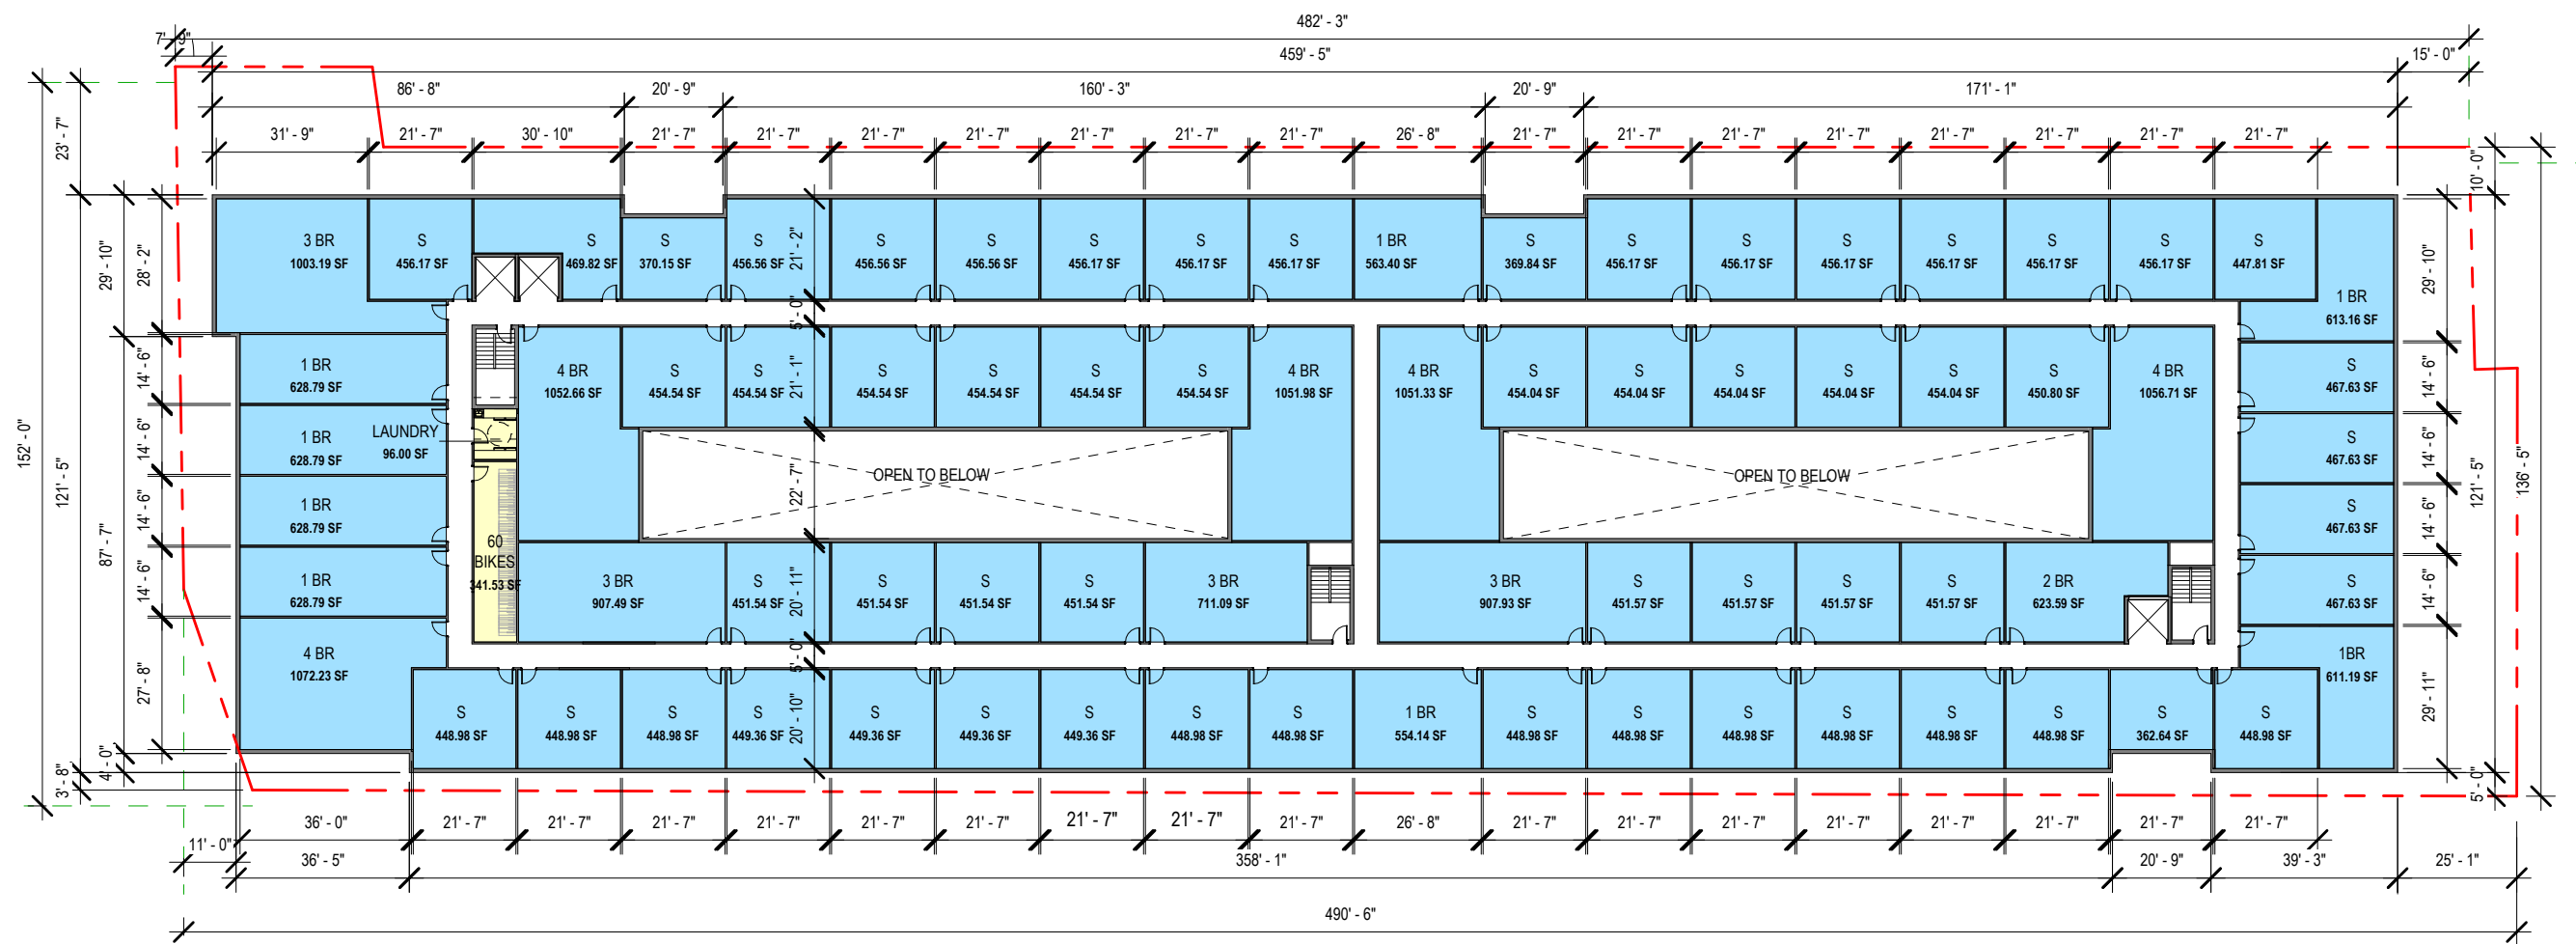 482' - 3"
7' - 9"
459' - 5"
15' - 0"
86' - 8"
20' - 9"
160' - 3"
20' - 9"
171' - 1"
31' - 9"
21' - 7"
30' - 10"
21' - 7"
21' - 7"
21' - 7"
21' - 7"
21' - 7"
21' - 7"
21' - 7"
26' - 8"
21' - 7"
21' - 7"
21' - 7"
21' - 7"
21' - 7"
21' - 7"
21' - 7"
21' - 7"
23' - 7"
152' - 0"
121' - 5"
29' - 10"
28' - 2"
87' - 7"
14' - 6"
14' - 6"
14' - 6"
14' - 6"
27' - 8"
4' - 0"
3' - 8"
3 BR
1003.19 SF
S
456.17 SF
S
469.82 SF
S
370.15 SF
S
456.56 SF
S
456.56 SF
S
456.56 SF
S
456.17 SF
S
456.17 SF
S
456.17 SF
1 BR
563.40 SF
S
369.84 SF
S
456.17 SF
S
456.17 SF
S
456.17 SF
S
456.17 SF
S
456.17 SF
S
456.17 SF
S
447.81 SF
1 BR
613.16 SF
21' - 2"
5' - 0"
21' - 1"
22' - 7"
20' - 11"
5' - 0"
20' - 10"
1 BR
628.79 SF
4 BR
1052.66 SF
S
454.54 SF
S
454.54 SF
S
454.54 SF
S
454.54 SF
S
454.54 SF
S
454.54 SF
4 BR
1051.98 SF
4 BR
1051.33 SF
S
454.04 SF
S
454.04 SF
S
454.04 SF
S
454.04 SF
S
454.04 SF
S
450.80 SF
4 BR
1056.71 SF
S
467.63 SF
1 BR
628.79 SF
LAUNDRY
96.00 SF
OPEN TO BELOW
OPEN TO BELOW
S
467.63 SF
1 BR
628.79 SF
60
BIKES
341.53 SF
S
467.63 SF
1 BR
628.79 SF
3 BR
907.49 SF
S
451.54 SF
S
451.54 SF
S
451.54 SF
S
451.54 SF
3 BR
711.09 SF
3 BR
907.93 SF
S
451.57 SF
S
451.57 SF
S
451.57 SF
S
451.57 SF
2 BR
623.59 SF
S
467.63 SF
4 BR
1072.23 SF
1BR
611.19 SF
S
448.98 SF
S
448.98 SF
S
448.98 SF
S
449.36 SF
S
449.36 SF
S
449.36 SF
S
449.36 SF
S
448.98 SF
S
448.98 SF
1 BR
554.14 SF
S
448.98 SF
S
448.98 SF
S
448.98 SF
S
448.98 SF
S
448.98 SF
S
448.98 SF
S
362.64 SF
S
448.98 SF
10' - 0"
29' - 10"
14' - 6"
14' - 6"
14' - 6"
14' - 6"
29' - 11"
121' - 5"
136' - 5"
5' - 0"
36' - 0"
21' - 7"
21' - 7"
21' - 7"
21' - 7"
21' - 7"
21' - 7"
21' - 7"
21' - 7"
21' - 7"
26' - 8"
21' - 7"
21' - 7"
21' - 7"
21' - 7"
21' - 7"
21' - 7"
21' - 7"
21' - 7"
11' - 0"
36' - 5"
358' - 1"
20' - 9"
39' - 3"
25' - 1"
490' - 6"